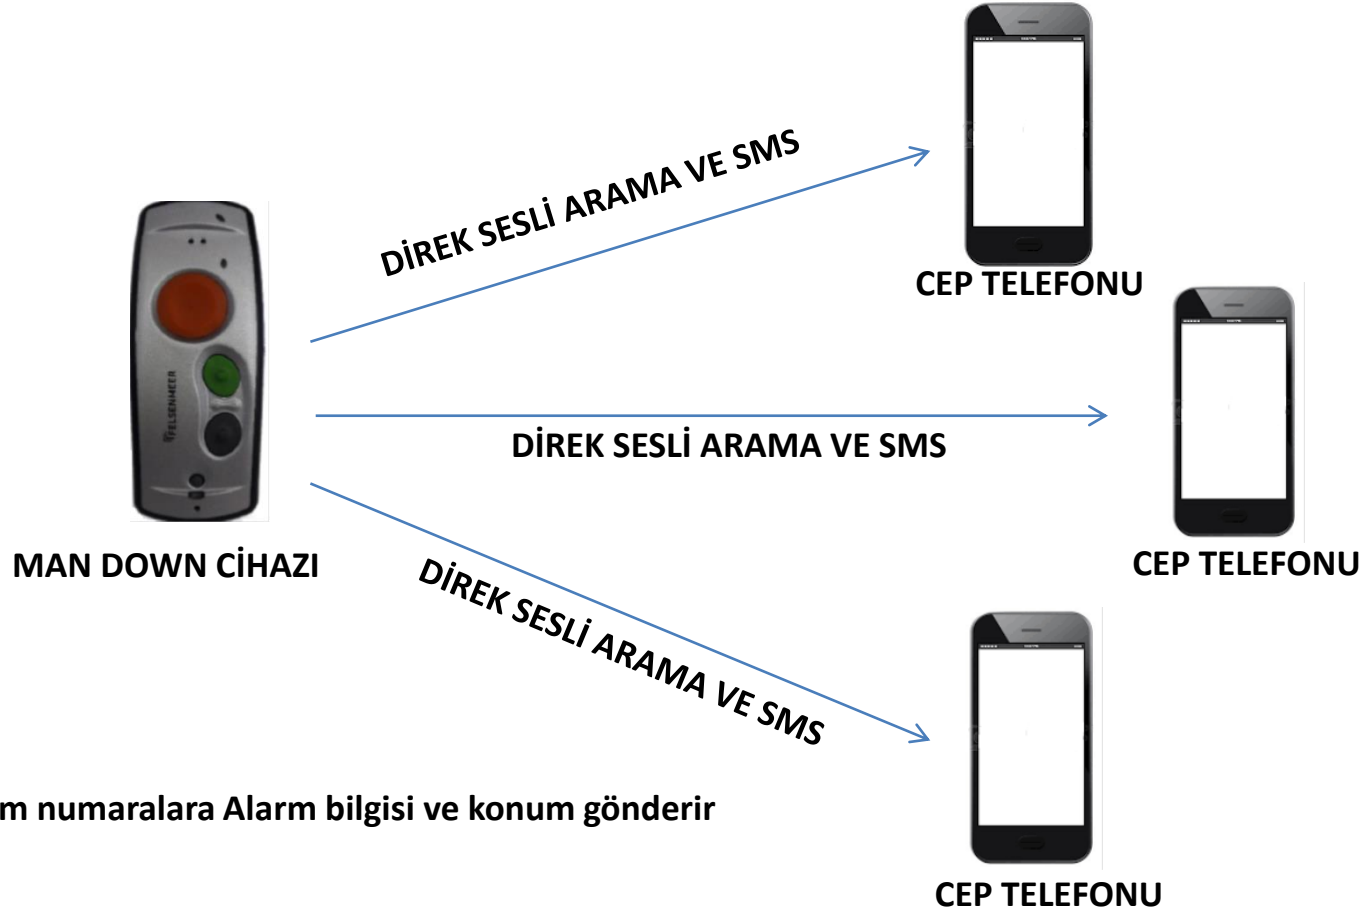 DİREK SESLİ ARAMA VE SMS
CEP TELEFONU
FELSENMEER
DİREK SESLİ ARAMA VE SMS
MAN DOWN CİHAZI
CEP TELEFONU
DİREK SESLİ ARAMA VE SMS
numaralara Alarm bilgisi ve konum gönderir
CEP TELEFONU